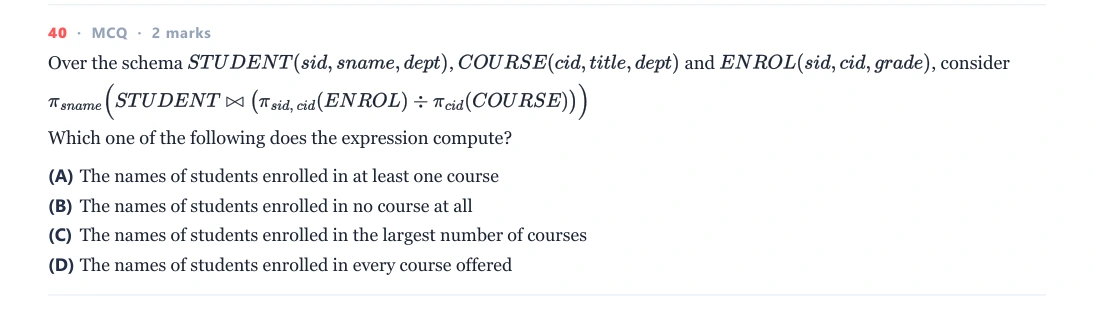 40 · MCQ · 2 marks
Over the schema STUDENT(sid, sname, dept), COURSE(cid, title, dept) and ENROL(sid, cid, grade), consider
π_sname(STUDENT ⋈ (π_sid, cid(ENROL) ÷ π_cid(COURSE)))
Which one of the following does the expression compute?
(A) The names of students enrolled in at least one course
(B) The names of students enrolled in no course at all
(C) The names of students enrolled in the largest number of courses
(D) The names of students enrolled in every course offered